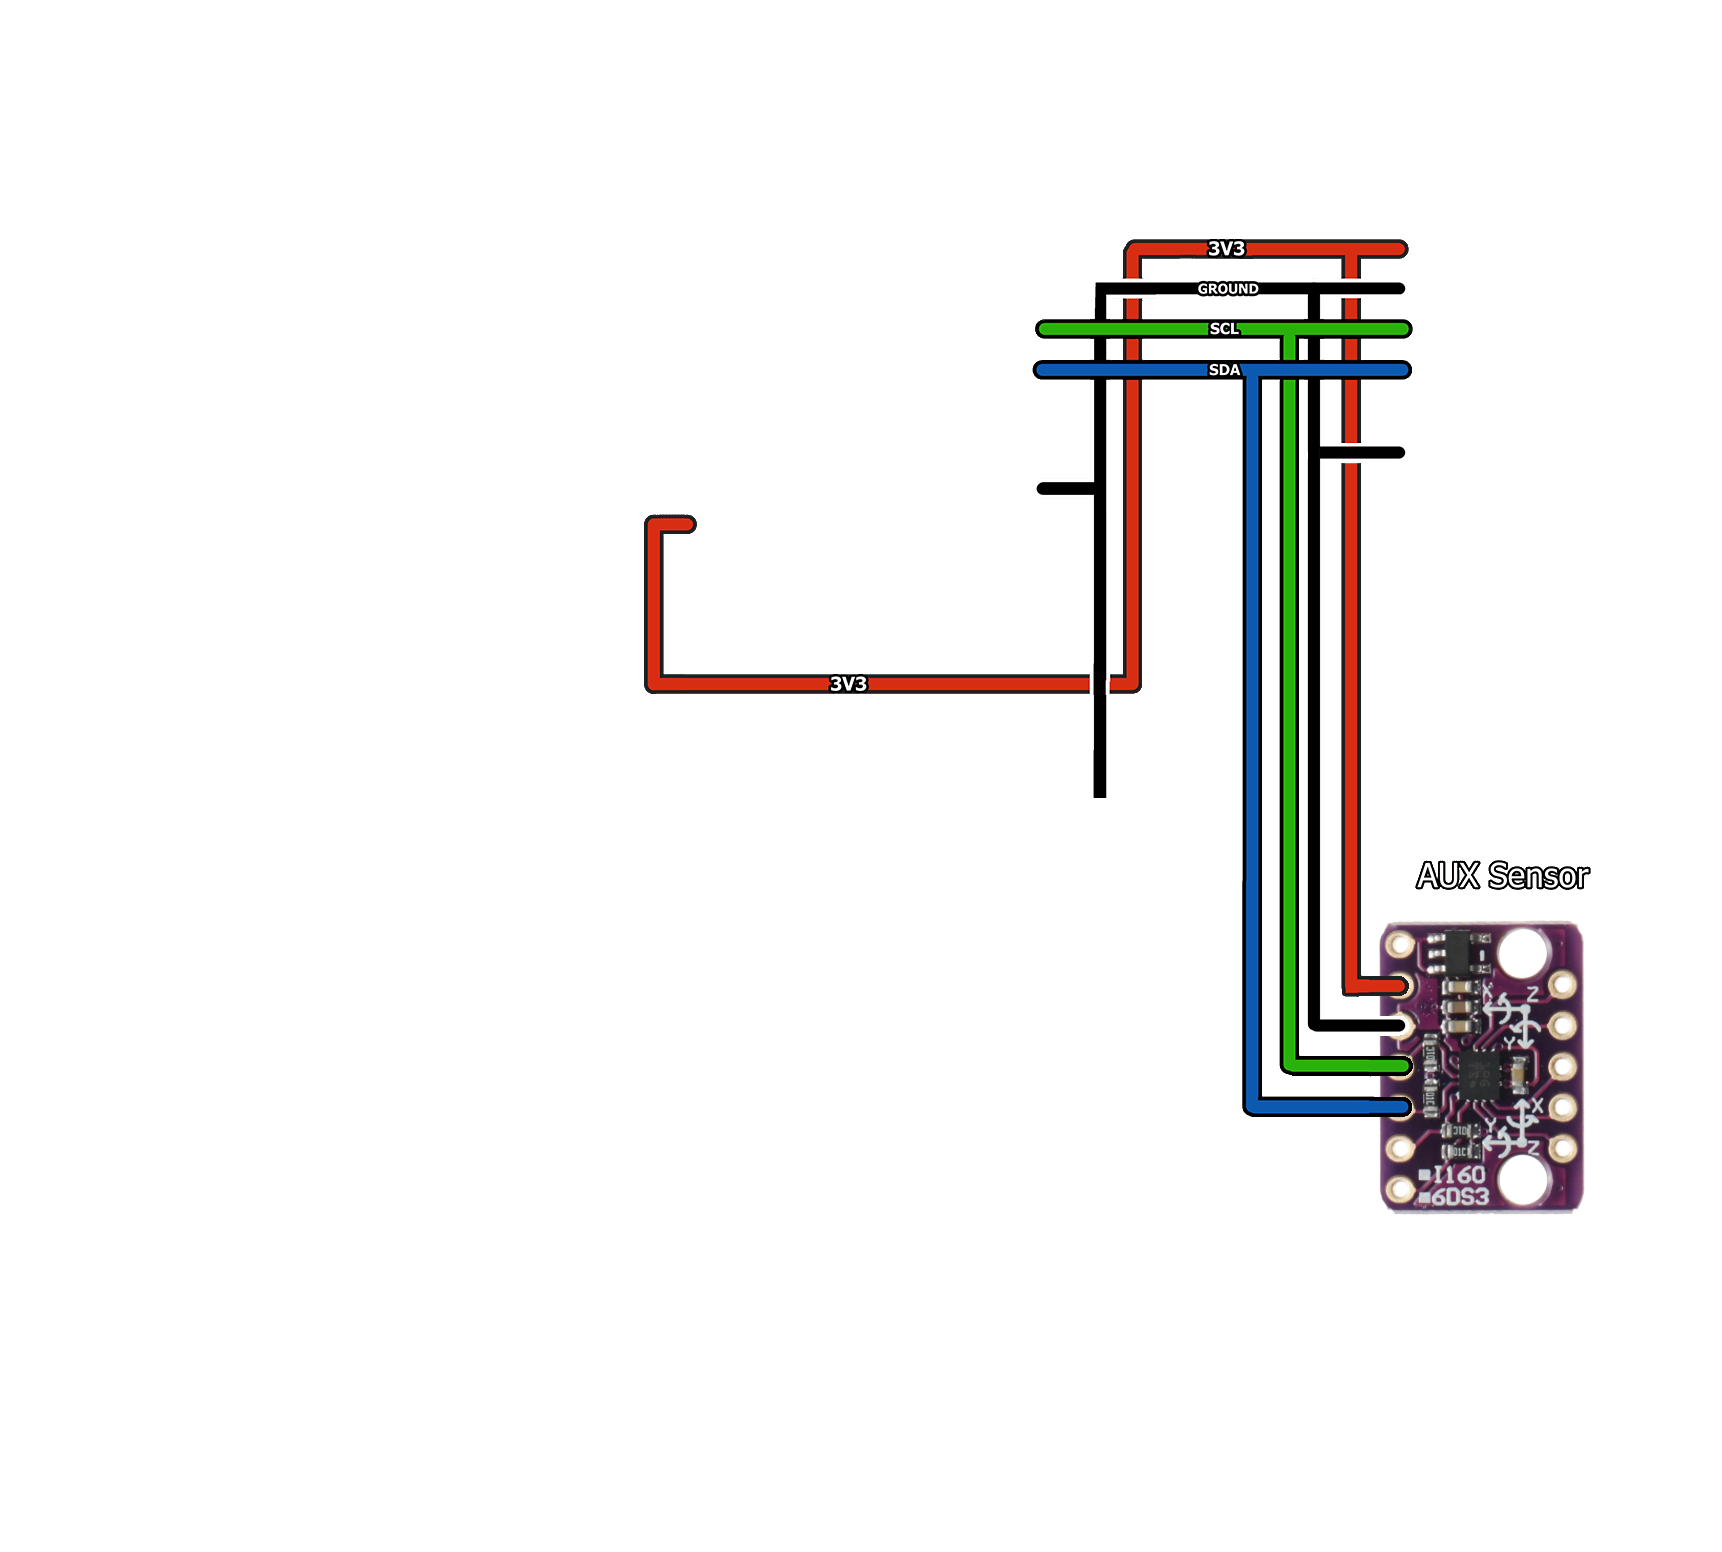 3V3
GROUND
SCL
SDA
3V3
AUX Sensor
X Z
Y
X
Y
Z
I160
6DS3